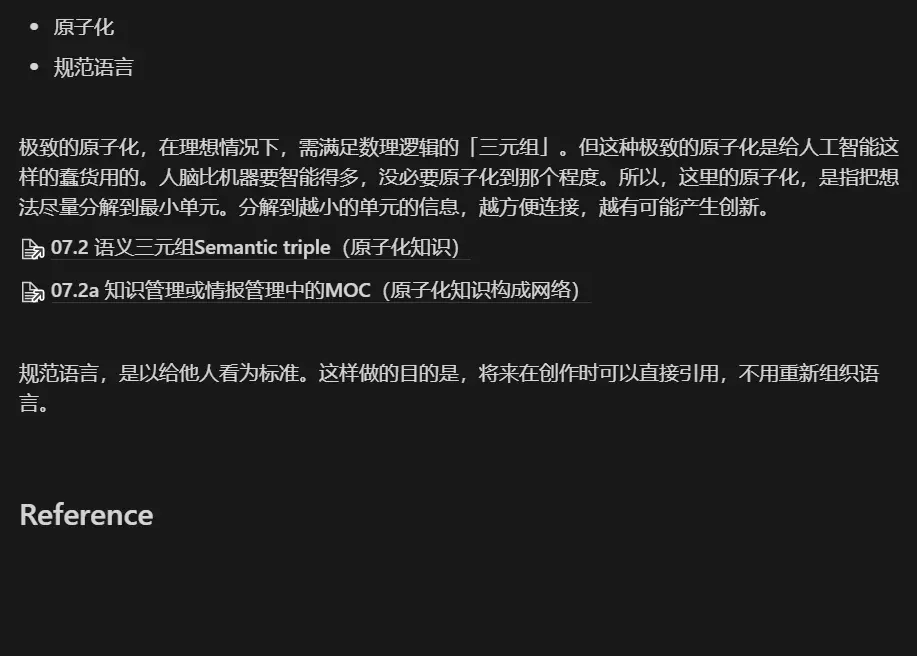 • 原子化
• 规范语言
极致的原子化，在理想情况下，需满足数理逻辑的「三元组」。但这种极致的原子化是给人工智能这
样的蠢货用的。人脑比机器要智能得多，没必要原子化到那个程度。所以，这里的原子化，是指把想
法尽量分解到最小单元。分解到越小的单元的信息，越方便连接，越有可能产生创新。
07.2 语义三元组Semantic triple（原子化知识）
07.2a 知识管理或情报管理中的MOC（原子化知识构成网络）
规范语言，是以给他人看为标准。这样做的目的是，将来在创作时可以直接引用，不用重新组织语
言。
Reference